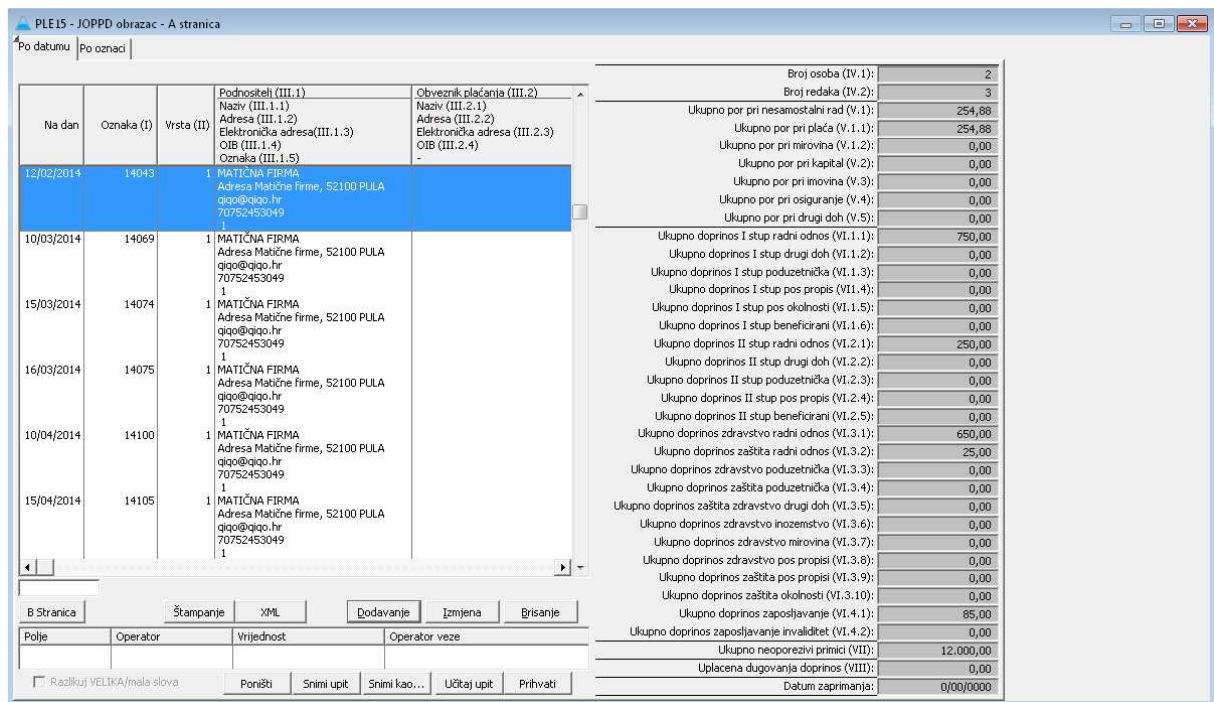 PLE15 - JOPPD obrazac - A stranica
Po datumu
Po oznaci
Na dan
Oznaka (I)
Vrsta (II)
Podnositelj (III.1)
Naziv (III.1.1)
Adresa (III.1.2)
Elektronička adresa(III.1.3)
OIB (III.1.4)
Oznaka (III.1.5)
Obveznik plaćanja (III.2)
Naziv (III.2.1)
Adresa (III.2.2)
Elektronička adresa (III.2.3)
OIB (III.2.4)
-
12/02/2014 14043 1 MATIČNA FIRMA
Adresa Matične firme, 52100 PULA
qiqo@qiqo.hr
70752453049
1
10/03/2014 14069 1 MATIČNA FIRMA
Adresa Matične firme, 52100 PULA
qiqo@qiqo.hr
70752453049
1
15/03/2014 14074 1 MATIČNA FIRMA
Adresa Matične firme, 52100 PULA
qiqo@qiqo.hr
70752453049
1
16/03/2014 14075 1 MATIČNA FIRMA
Adresa Matične firme, 52100 PULA
qiqo@qiqo.hr
70752453049
1
10/04/2014 14100 1 MATIČNA FIRMA
Adresa Matične firme, 52100 PULA
qiqo@qiqo.hr
70752453049
1
15/04/2014 14105 1 MATIČNA FIRMA
Adresa Matične firme, 52100 PULA
qiqo@qiqo.hr
70752453049
1
B Stranica
Štampanje
XML
Dodavanje
Izmjena
Brisanje
Polje
Operator
Vrijednost
Operator veze
Razlikuj VELIKA/mala slova
Poništi
Snimi upit
Snimi kao...
Učitaj upit
Prihvati
Broj osoba (IV.1): 2
Broj redaka (IV.2): 3
Ukupno por pri nesamostalni rad (V.1): 254,88
Ukupno por pri plaća (V.1.1): 254,88
Ukupno por pri mirovina (V.1.2): 0,00
Ukupno por pri kapital (V.2): 0,00
Ukupno por pri imovina (V.3): 0,00
Ukupno por pri osiguranje (V.4): 0,00
Ukupno por pri drugi doh (V.5): 0,00
Ukupno doprinos I stup radni odnos (VI.1.1): 750,00
Ukupno doprinos I stup drugi doh (VI.1.2): 0,00
Ukupno doprinos I stup poduzetnička (VI.1.3): 0,00
Ukupno doprinos I stup pos propis (VI1.4): 0,00
Ukupno doprinos I stup pos okolnosti (VI.1.5): 0,00
Ukupno doprinos I stup beneficirani (VI.1.6): 0,00
Ukupno doprinos II stup radni odnos (VI.2.1): 250,00
Ukupno doprinos II stup drugi doh (VI.2.2): 0,00
Ukupno doprinos II stup poduzetnička (VI.2.3): 0,00
Ukupno doprinos II stup pos propis (VI.2.4): 0,00
Ukupno doprinos II stup beneficirani (VI.2.5): 0,00
Ukupno doprinos zdravstvo radni odnos (VI.3.1): 650,00
Ukupno doprinos zaštita radni odnos (VI.3.2): 25,00
Ukupno doprinos zdravstvo poduzetnička (VI.3.3): 0,00
Ukupno doprinos zaštita poduzetnička (VI.3.4): 0,00
Ukupno doprinos zaštita zdravstvo drugi doh (VI.3.5): 0,00
Ukupno doprinos zdravstvo inozemstvo (VI.3.6): 0,00
Ukupno doprinos zdravstvo mirovina (VI.3.7): 0,00
Ukupno doprinos zdravstvo pos propisi (VI.3.8): 0,00
Ukupno doprinos zaštita pos propisi (VI.3.9): 0,00
Ukupno doprinos zaštita okolnosti (VI.3.10): 0,00
Ukupno doprinos zaposljavanje (VI.4.1): 85,00
Ukupno doprinos zaposljavanje invaliditet (VI.4.2): 0,00
Ukupno neoporezivi primici (VII): 12.000,00
Uplacena dugovanja doprinos (VIII): 0,00
Datum zaprimanja: 0/00/0000